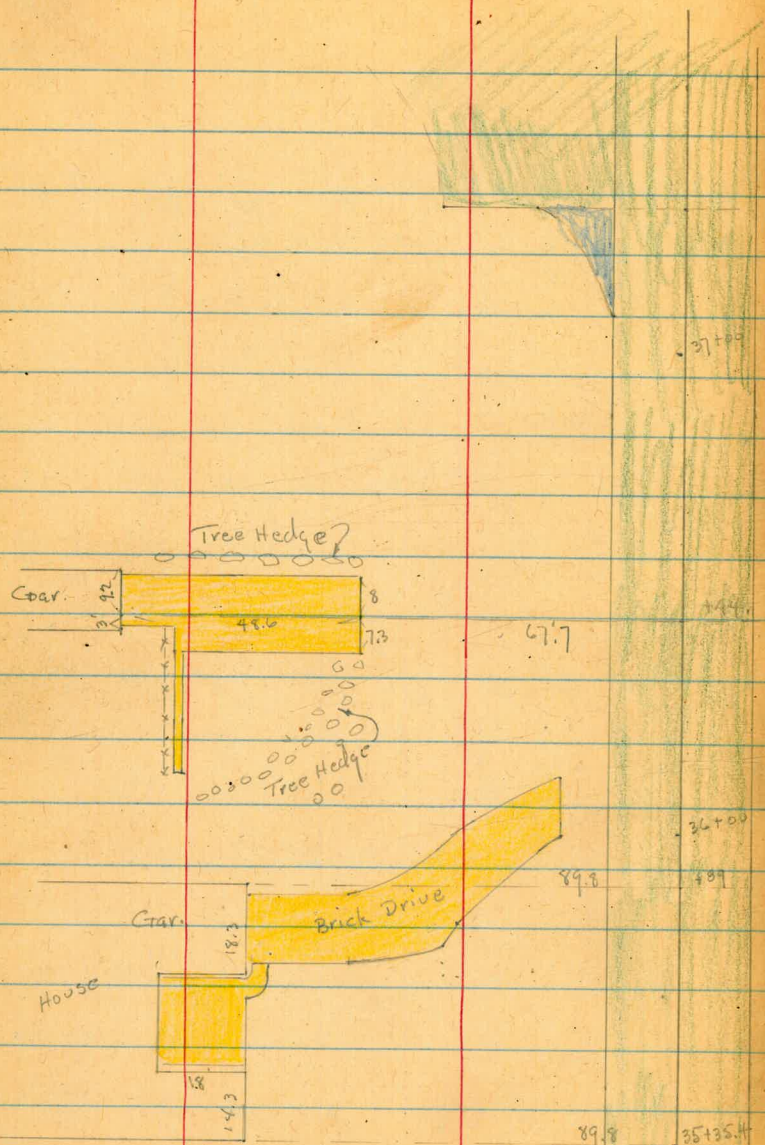 37+00
Tree Hedge
Gar.
9.2
3'
8
48.6
7.3
67.7
+44.
Tree Hedge
36+00
89.8
+89
Gar.
18.3
Brick Drive
House
18
14.3
89.8
35+35.4